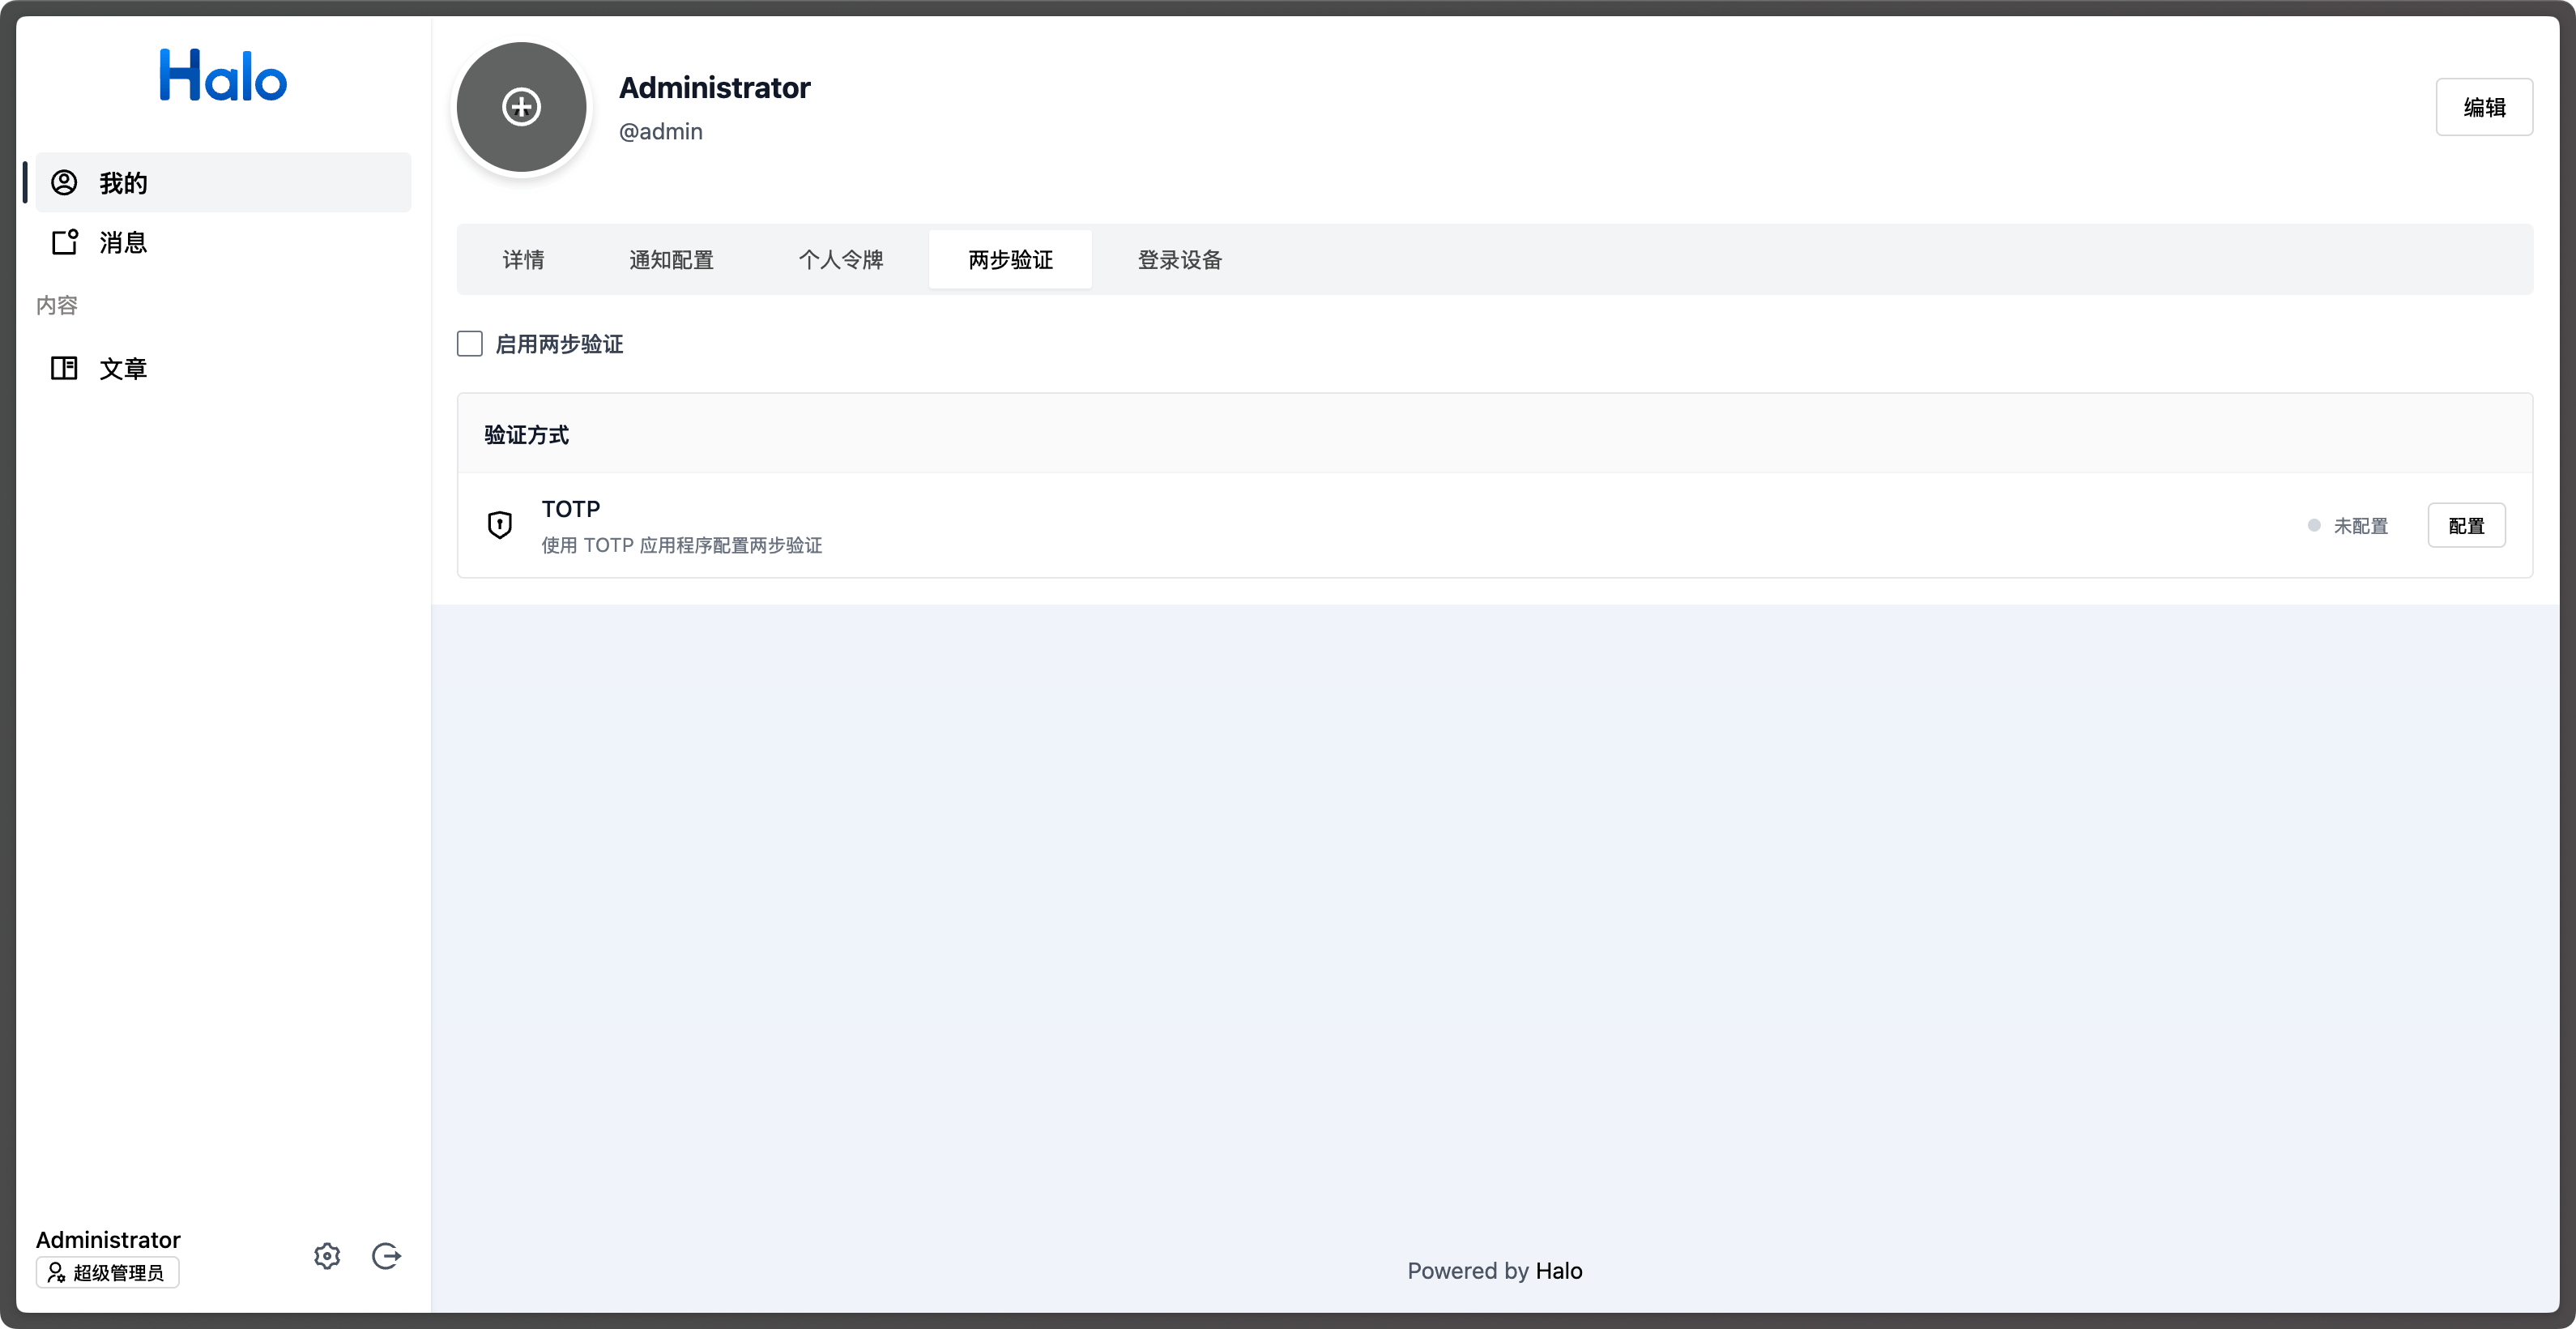 Halo
我的
消息
内容
文章
Administrator
@admin
编辑
详情 通知配置 个人令牌 两步验证 登录设备
启用两步验证
验证方式
TOTP
使用 TOTP 应用程序配置两步验证
未配置 配置
Administrator
超级管理员
Powered by Halo